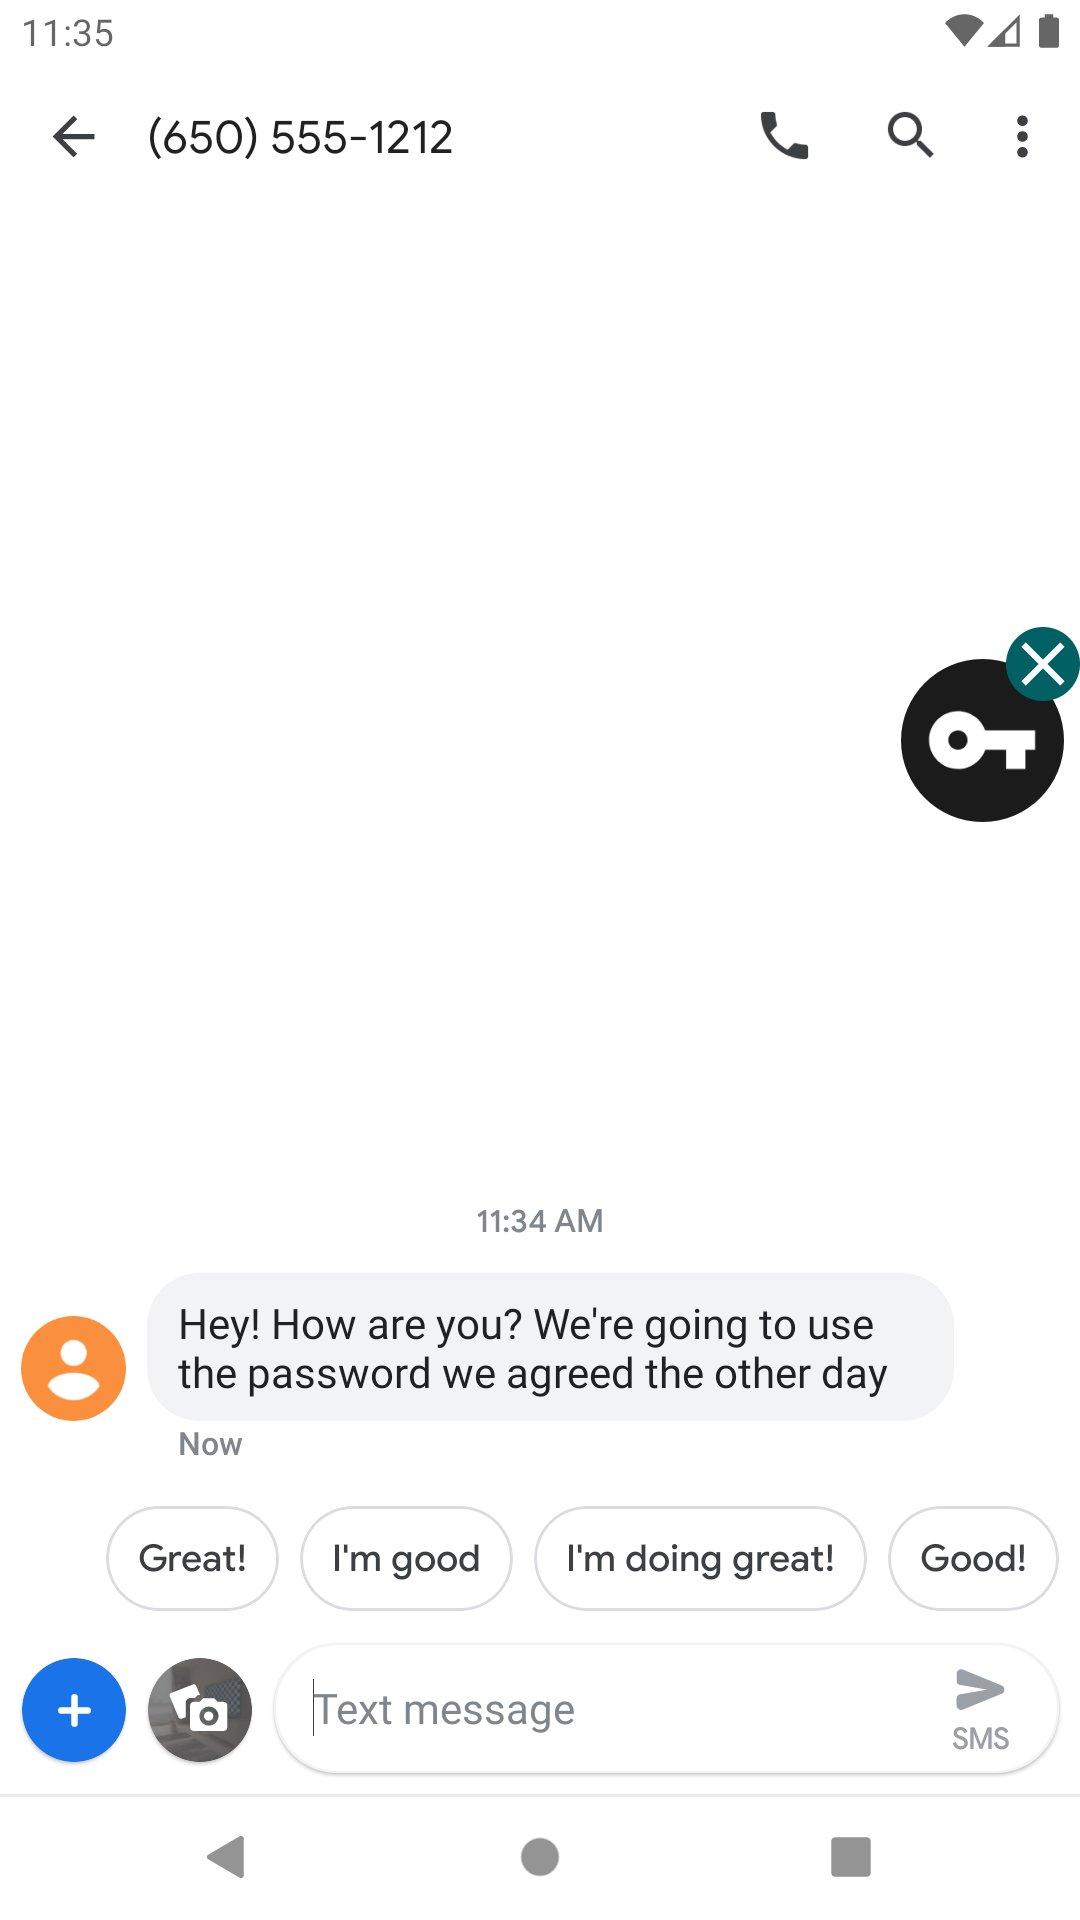 11:35
(650) 555-1212
11:34 AM
Hey! How are you? We're going to use
the password we agreed the other day
Now
Great!
I'm good
I'm doing great!
Good!
Text message
SMS